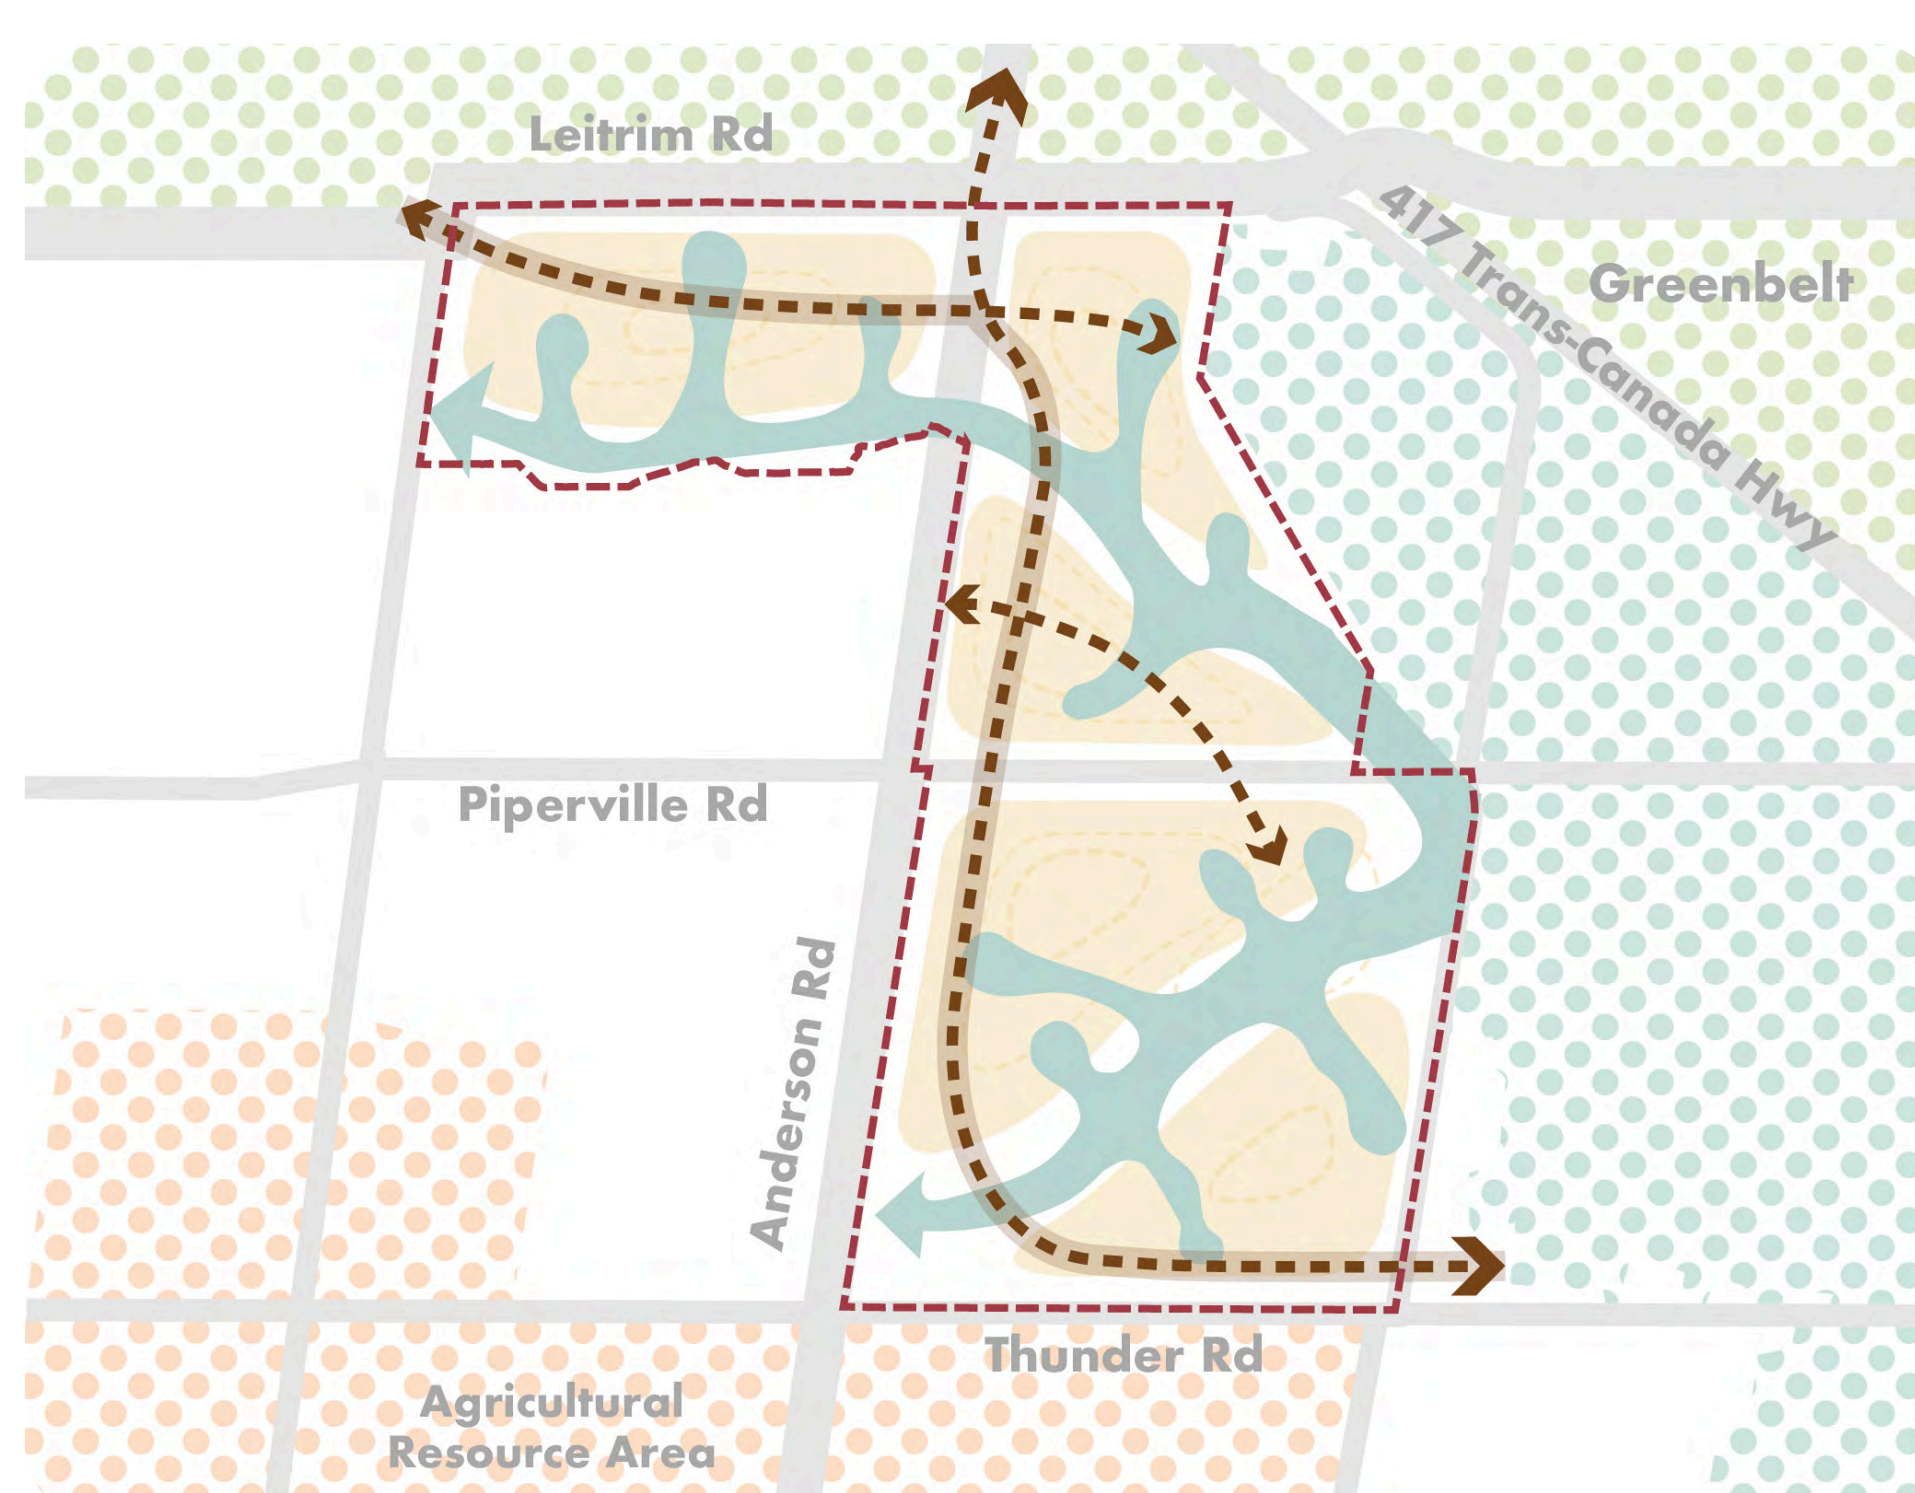 Leitrim Rd
417 Trans-Canada Hwy
Greenbelt
Piperville Rd
Anderson Rd
Thunder Rd
Agricultural
Resource Area